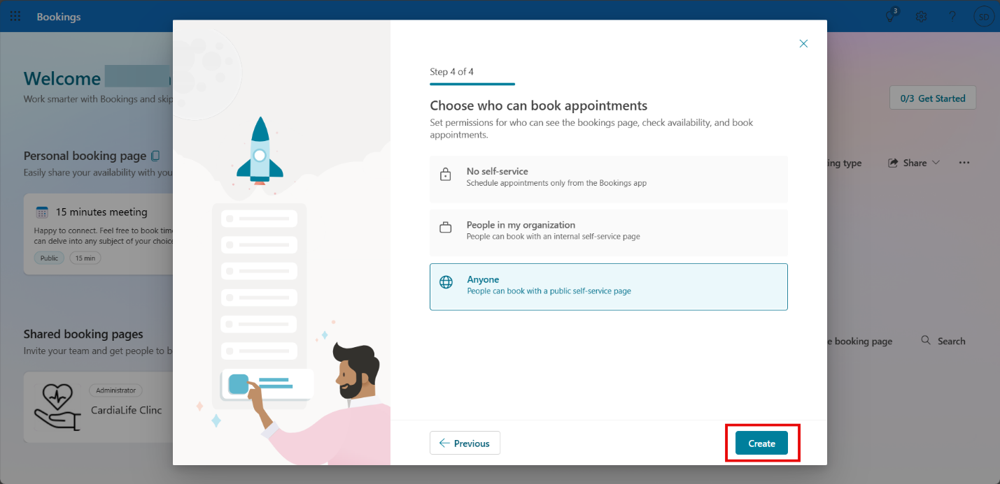 Bookings
3
SD
Welcome
Work smarter with Bookings and skip
0/3 Get Started
Personal booking page
Easily share your availability with you
ing type
Share
15 minutes meeting
Happy to connect. Feel free to book time
can delve into any subject of your choice
Public
15 min
Shared booking pages
Invite your team and get people to b
e booking page
Search
Administrator
CardiaLife Clinc
Step 4 of 4
Choose who can book appointments
Set permissions for who can see the bookings page, check availability, and book
appointments.
No self-service
Schedule appointments only from the Bookings app
People in my organization
People can book with an internal self-service page
Anyone
People can book with a public self-service page
Previous
Create